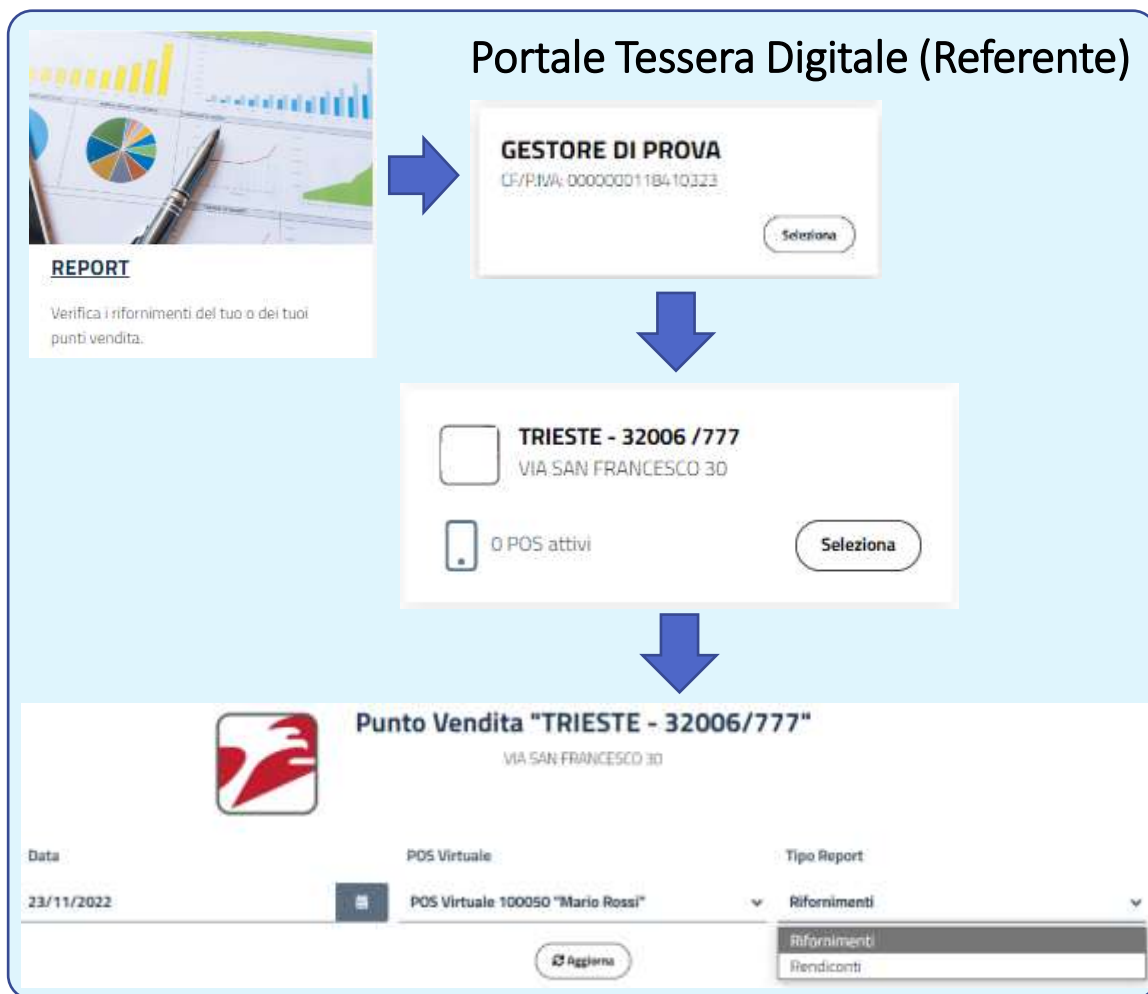 Portale Tessera Digitale (Referente)
REPORT
Verifica i rifornimenti del tuo o dei tuoi
punti vendita.
GESTORE DI PROVA
CF/P.IVA: 0000000118410323
Seleziona
TRIESTE - 32006 /777
VIA SAN FRANCESCO 30
0 POS attivi
Seleziona
Punto Vendita "TRIESTE - 32006/777"
VIA SAN FRANCESCO 30
Data
POS Virtuale
Tipo Report
23/11/2022
POS Virtuale 100050 "Mario Rossi"
Rifornimenti
Rifornimenti
Rendiconti
Aggiorna